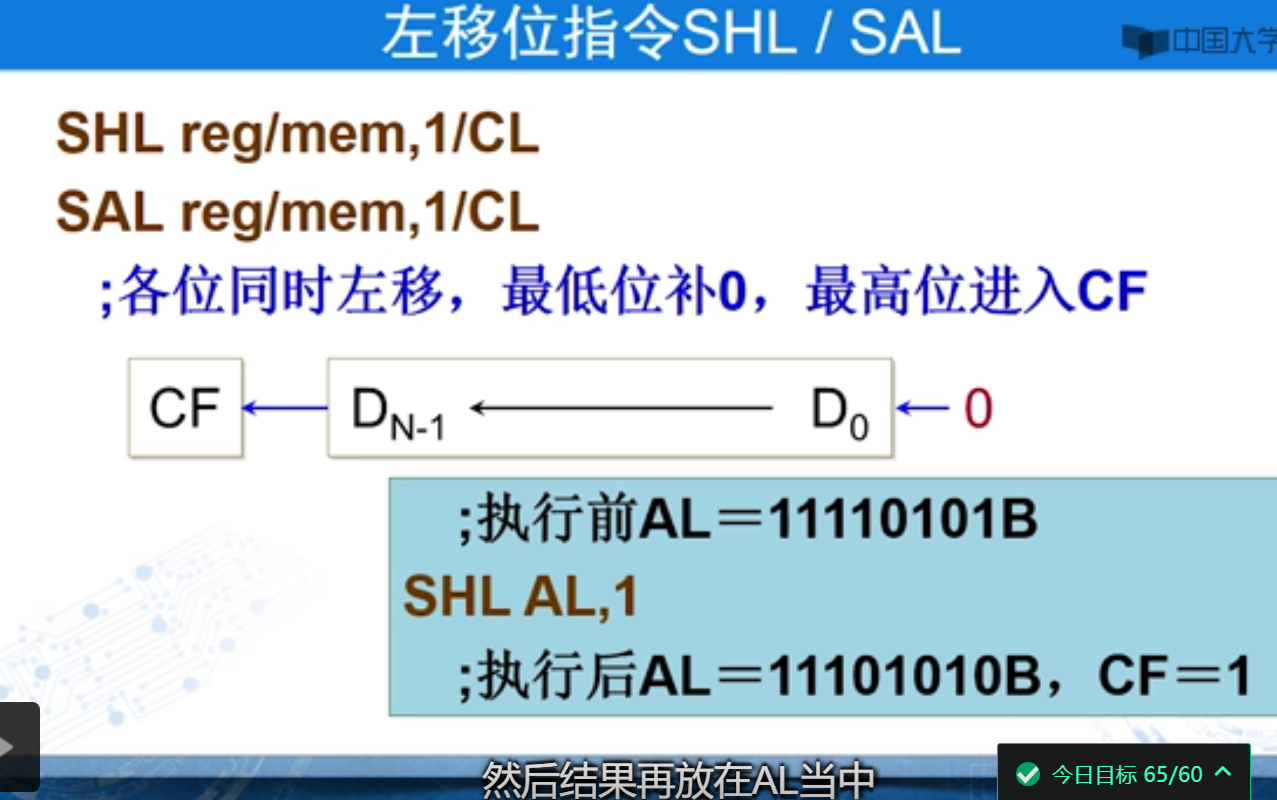 左移位指令SHL / SAL
中国大学
SHL reg/mem,1/CL
SAL reg/mem,1/CL
;各位同时左移，最低位补0，最高位进入CF
CF D_N-1 D_0 0
;执行前AL＝11110101B
SHL AL,1
;执行后AL＝11101010B，CF＝1
然后结果再放在AL当中
今日目标 65/60